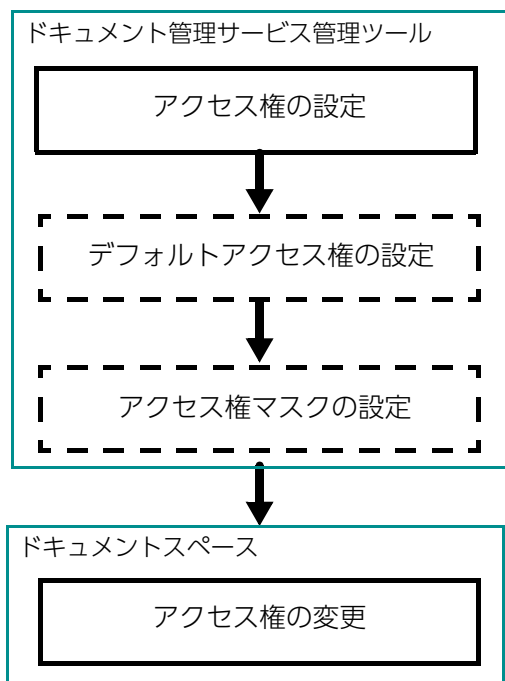 ドキュメント管理サービス管理ツール
アクセス権の設定
デフォルトアクセス権の設定
アクセス権マスクの設定
ドキュメントスペース
アクセス権の変更